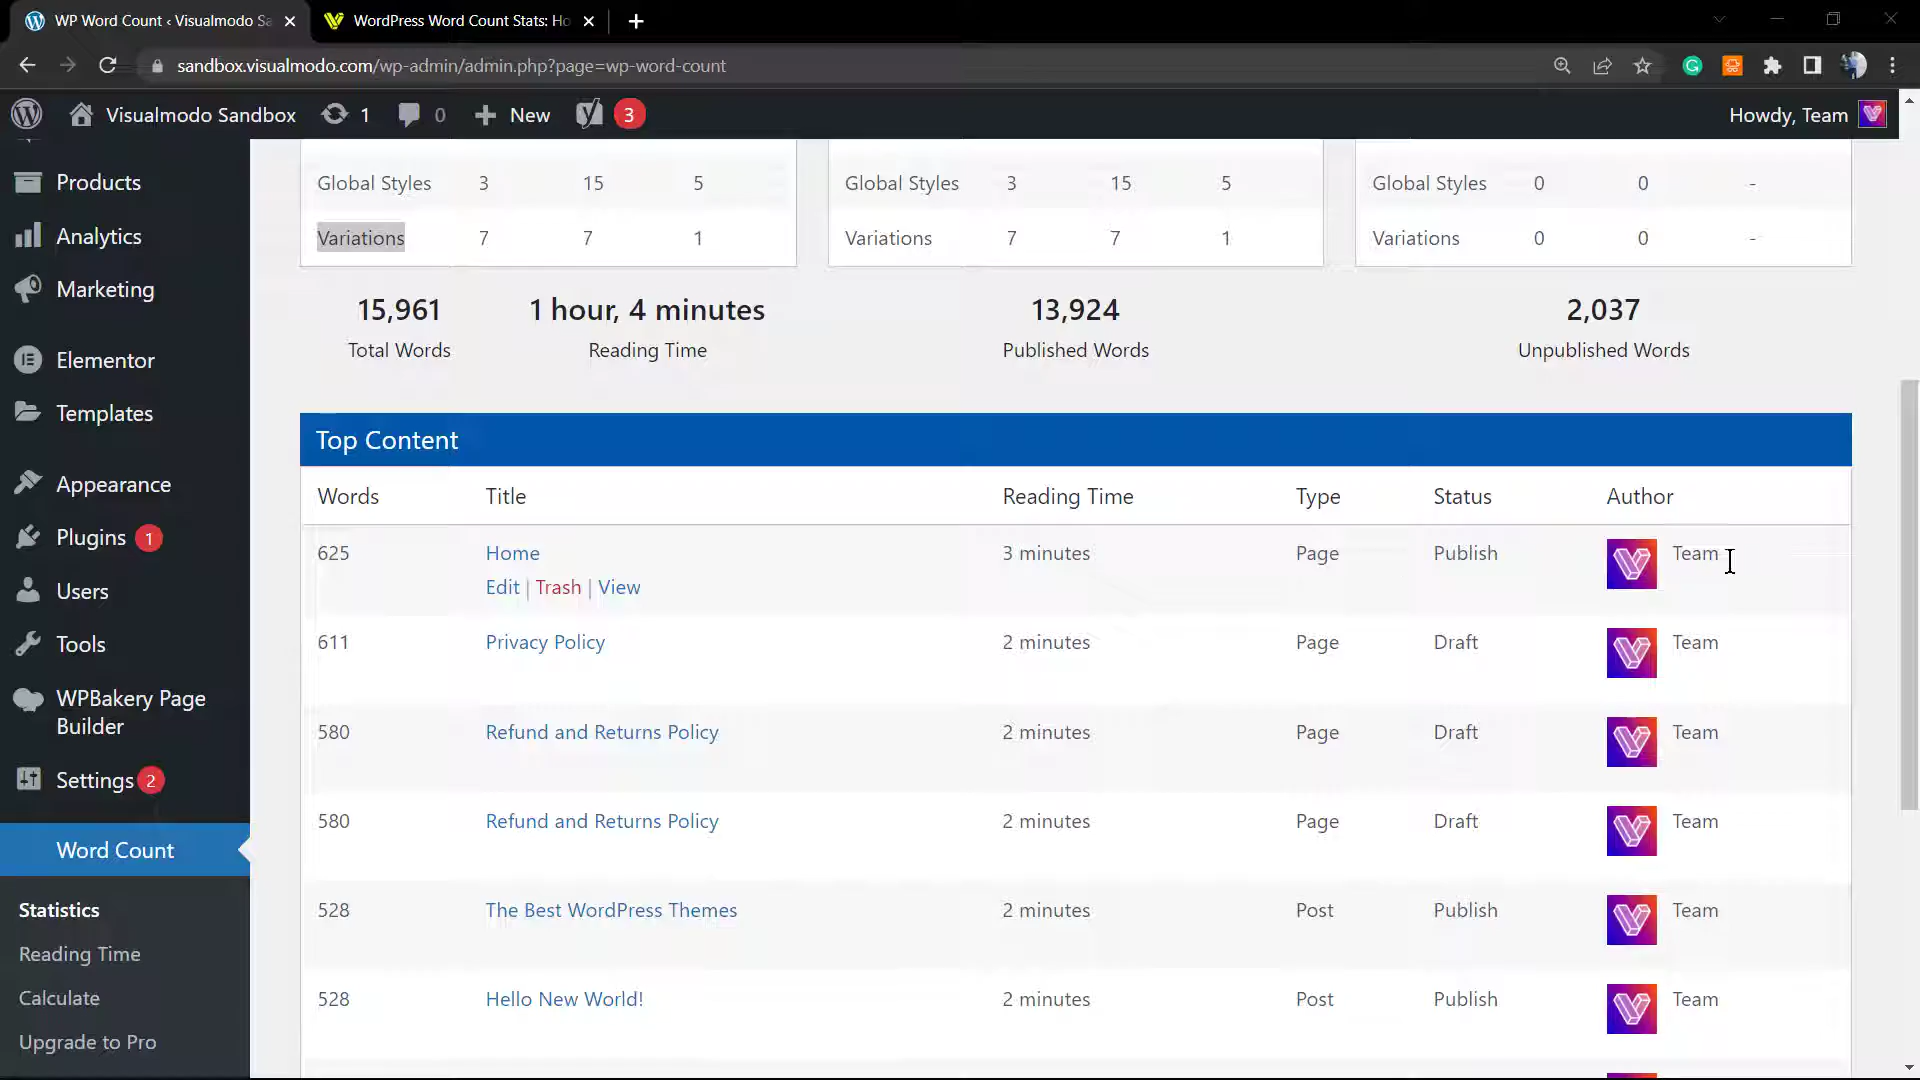 WP Word Count ‹ Visualmodo Sa
WordPress Word Count Stats: Ho
sandbox.visualmodo.com/wp-admin/admin.php?page=wp-word-count
Visualmodo Sandbox 1 0 New 3 Howdy, Team
Products
Analytics
Marketing
Elementor
Templates
Appearance
Plugins 1
Users
Tools
WPBakery Page
Builder
Settings 2
Word Count
Statistics
Reading Time
Calculate
Upgrade to Pro
Global Styles 3 15 5
Variations 7 7 1
Global Styles 3 15 5
Variations 7 7 1
Global Styles 0 0 -
Variations 0 0 -
15,961
Total Words
1 hour, 4 minutes
Reading Time
13,924
Published Words
2,037
Unpublished Words
Top Content
Words Title Reading Time Type Status Author
625 Home 3 minutes Page Publish Team
Edit | Trash | View
611 Privacy Policy 2 minutes Page Draft Team
580 Refund and Returns Policy 2 minutes Page Draft Team
580 Refund and Returns Policy 2 minutes Page Draft Team
528 The Best WordPress Themes 2 minutes Post Publish Team
528 Hello New World! 2 minutes Post Publish Team